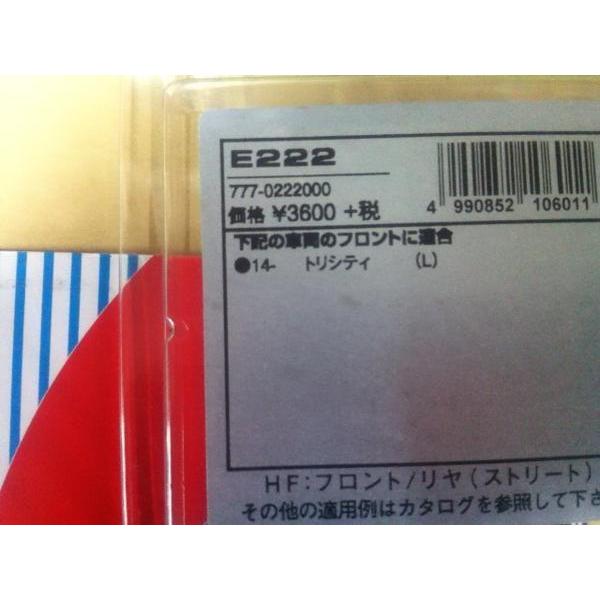 E222
777-0222000
価格 ¥3600 +税
4 990852 106011
下記の車両のフロントに適合
●14- トリシティ (L)
HF:フロント/リヤ(ストリート)
その他の適用例はカタログを参照して下さ